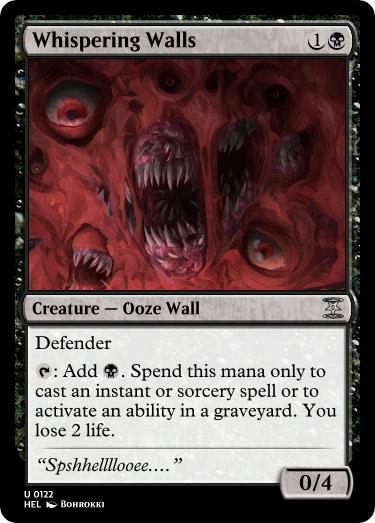 Whispering Walls 1
Creature — Ooze Wall
Defender
: Add . Spend this mana only to
cast an instant or sorcery spell or to
activate an ability in a graveyard. You
lose 2 life.
“Spshhellllooee.…”
0/4
U 0122
HEL Bohrokki